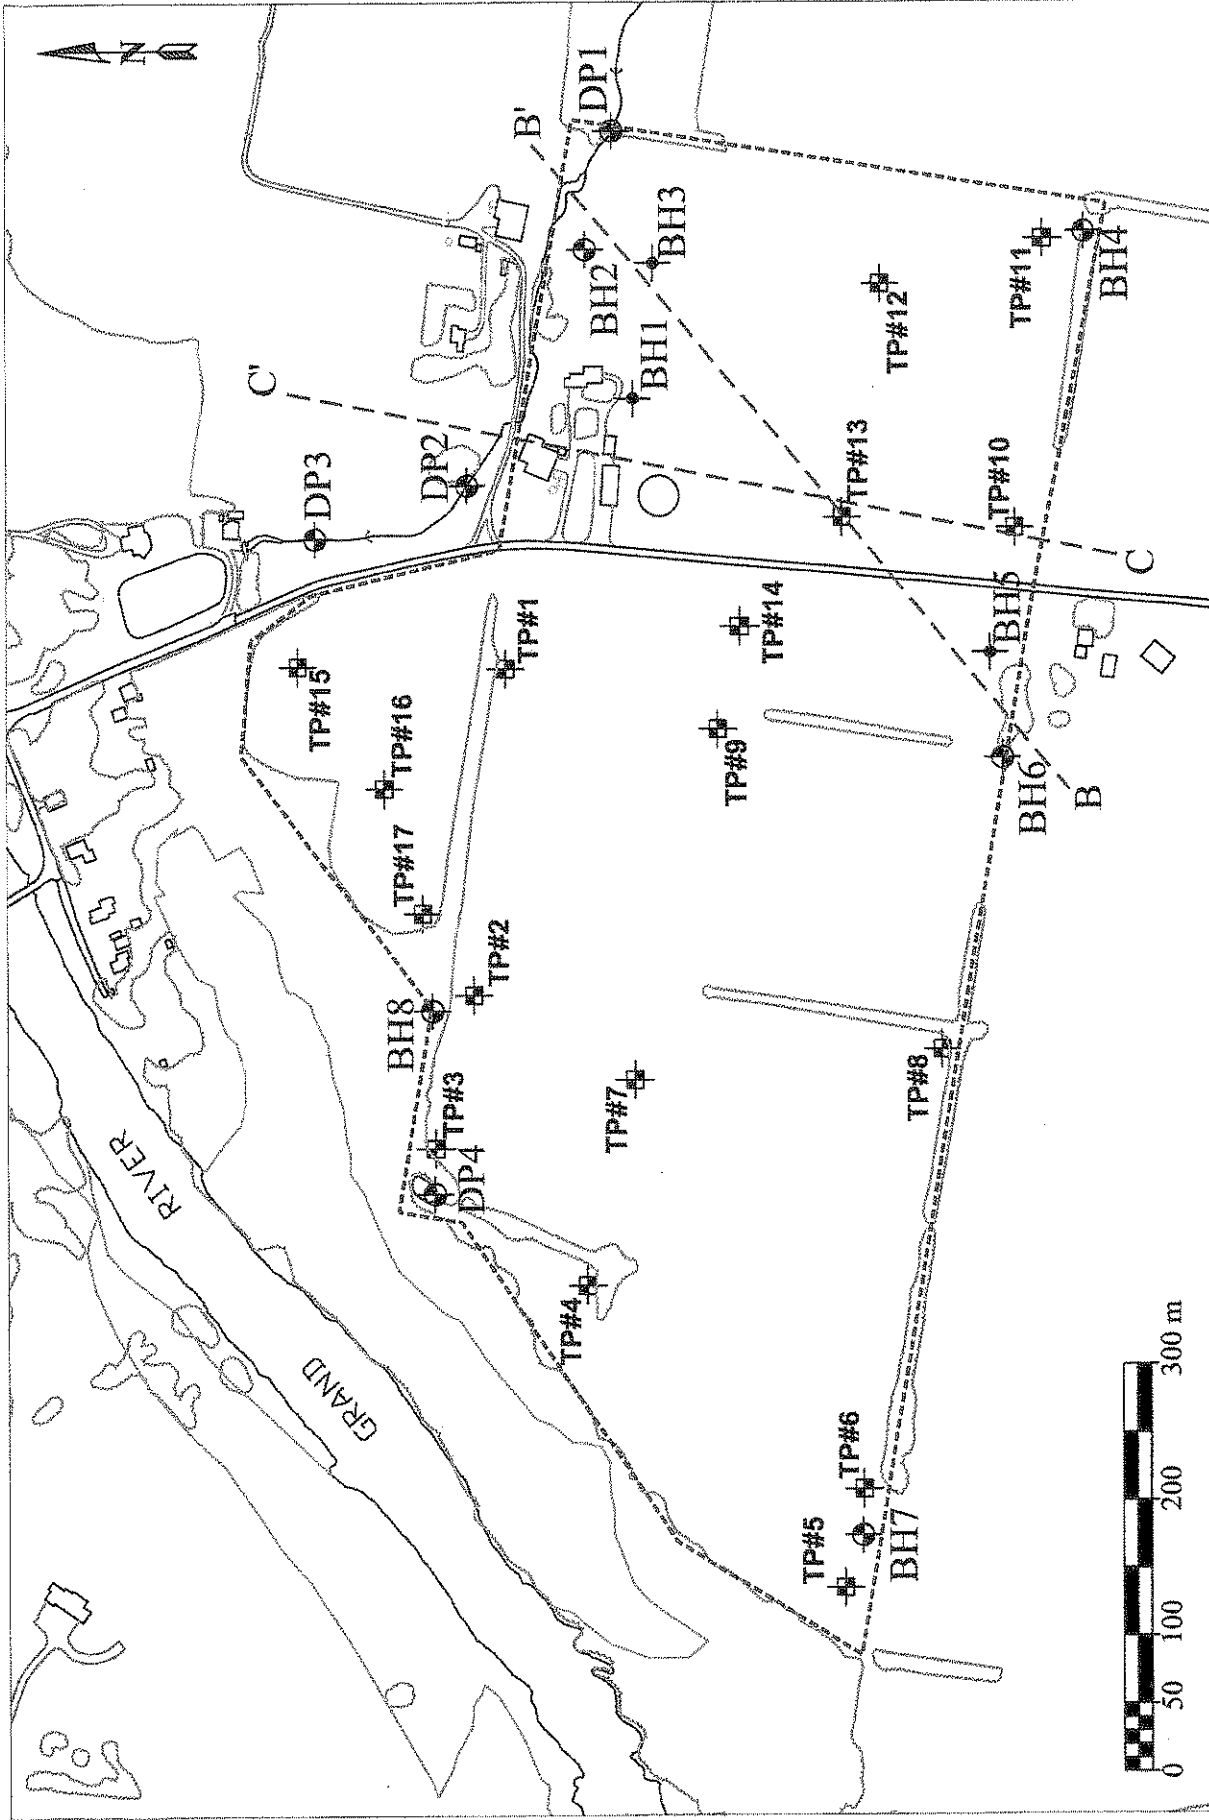 N
GRAND
RIVER
DP3
C'
DP2
B'
DP1
BH2
BH3
BH1
TP#15
TP#16
TP#17
TP#1
TP#2
BH8
TP#3
DP4
TP#4
TP#7
TP#14
TP#9
TP#13
TP#12
TP#11
BH4
TP#10
C
BH5
BH6
B
TP#8
TP#6
TP#5
BH7
0 50 100 200 300 m